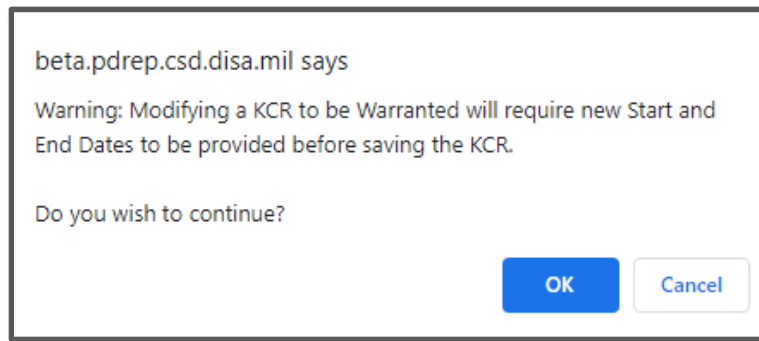 beta.pdrep.csd.disa.mil says
Warning: Modifying a KCR to be Warranted will require new Start and
End Dates to be provided before saving the KCR.
Do you wish to continue?
OK
Cancel